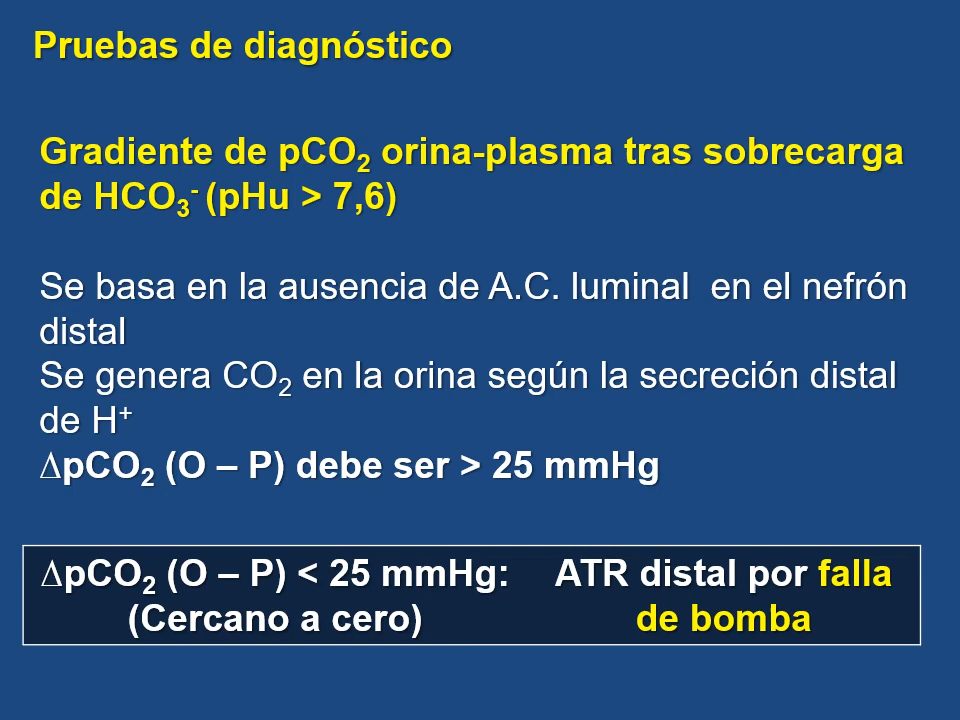 Pruebas de diagnóstico
Gradiente de pCO₂ orina-plasma tras sobrecarga
de HCO₃⁻ (pHu > 7,6)
Se basa en la ausencia de A.C. luminal en el nefrón
distal
Se genera CO₂ en la orina según la secreción distal
de H⁺
∆pCO₂ (O – P) debe ser > 25 mmHg
∆pCO₂ (O – P) < 25 mmHg: ATR distal por falla
(Cercano a cero) de bomba